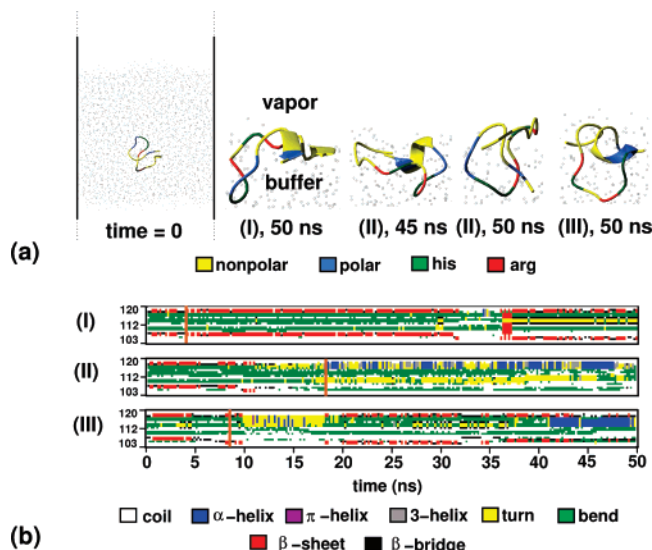 vapor
buffer
time = 0 (I), 50 ns (II), 45 ns (II), 50 ns (III), 50 ns
(a)
nonpolar polar his arg
(I) 120 112 103
(II) 120 112 103
(III) 120 112 103
0 5 10 15 20 25 30 35 40 45 50
time (ns)
coil α-helix π-helix 3-helix turn bend
β-sheet β-bridge
(b)